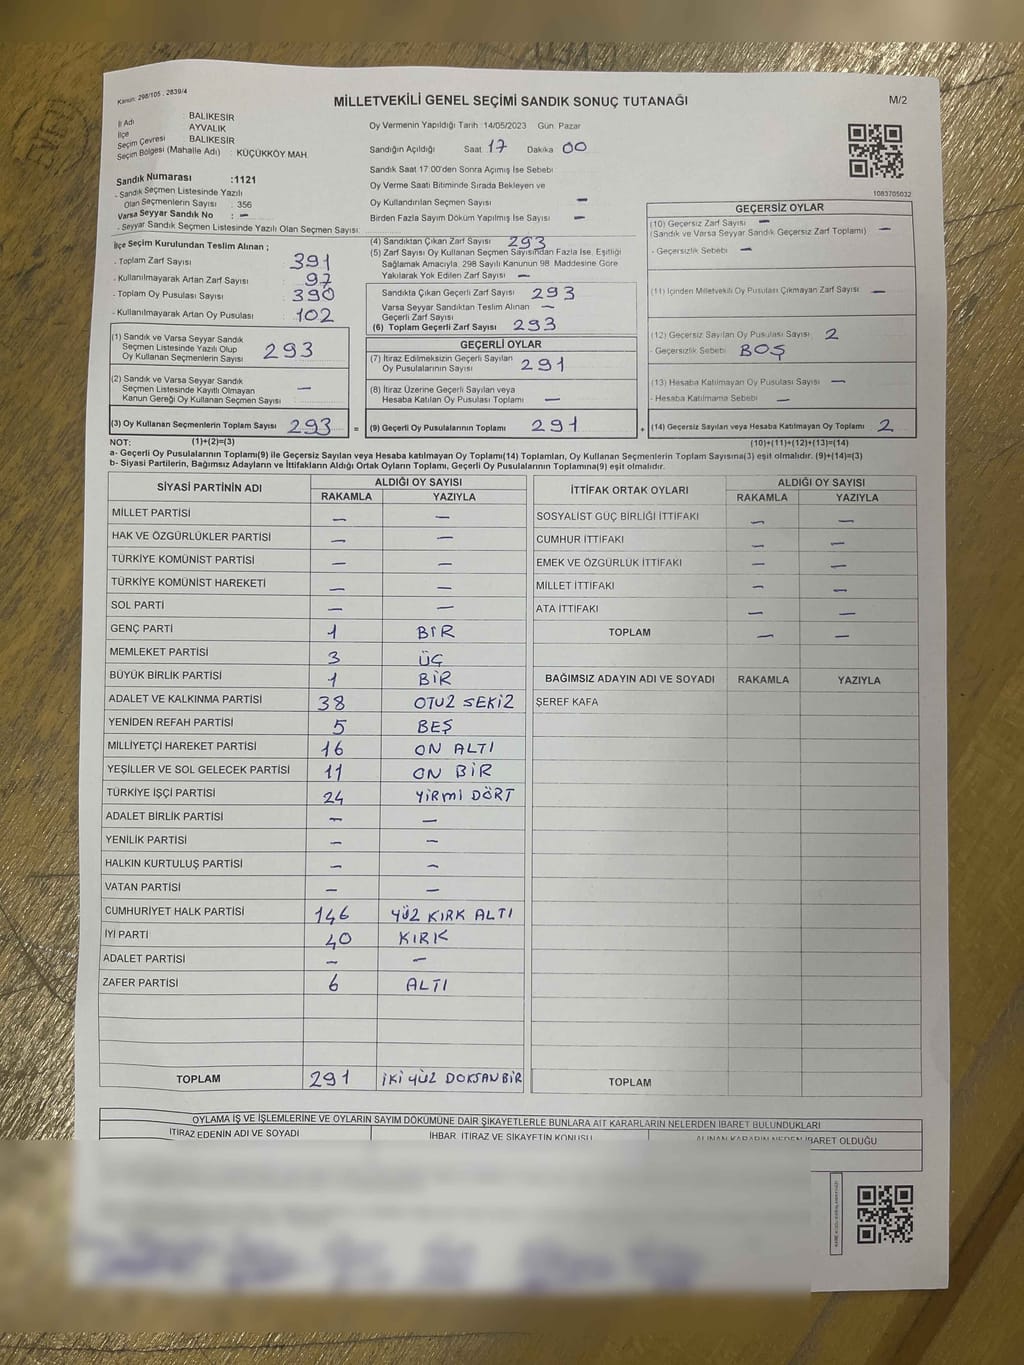 Kanun: 298/105 . 2839/4
MİLLETVEKİLİ GENEL SEÇİMİ SANDIK SONUÇ TUTANAĞI
M/2
İl Adı BALIKESİR
İlçe AYVALIK
Seçim Çevresi BALIKESİR
Seçim Bölgesi (Mahalle Adı) : KÜÇÜKKÖY MAH.
Sandık Numarası :1121
- Sandık Seçmen Listesinde Yazılı
Olan Seçmenlerin Sayısı : 356
Varsa Seyyar Sandık No : —
- Seyyar Sandık Seçmen Listesinde Yazılı Olan Seçmen Sayısı:
İlçe Seçim Kurulundan Teslim Alınan ;
- Toplam Zarf Sayısı 391
- Kullanılmayarak Artan Zarf Sayısı : 97
- Toplam Oy Pusulası Sayısı : 390
- Kullanılmayarak Artan Oy Pusulası : 102
(1) Sandık ve Varsa Seyyar Sandık
Seçmen Listesinde Yazılı Olup
Oy Kullanan Seçmenlerin Sayısı : 293
(2) Sandık ve Varsa Seyyar Sandık
Seçmen Listesinde Kayıtlı Olmayan
Kanun Gereği Oy Kullanan Seçmen Sayısı : —
(3) Oy Kullanan Seçmenlerin Toplam Sayısı : 293 =
Oy Vermenin Yapıldığı Tarih :14/05/2023 Gün :Pazar
Sandığın Açıldığı Saat 17 Dakika 00
Sandık Saat 17:00'den Sonra Açımış İse Sebebi
Oy Verme Saati Bitiminde Sırada Bekleyen ve
Oy Kullandırılan Seçmen Sayısı —
Birden Fazla Sayım Döküm Yapılmış İse Sayısı —
(4) Sandıktan Çıkan Zarf Sayısı 293
(5) Zarf Sayısı Oy Kullanan Seçmen Sayısından Fazla İse, Eşitliği
Sağlamak Amacıyla; 298 Sayılı Kanunun 98. Maddesine Göre
Yakılarak Yok Edilen Zarf Sayısı : —
Sandıkta Çıkan Geçerli Zarf Sayısı : 293
Varsa Seyyar Sandıktan Teslim Alınan
Geçerli Zarf Sayısı —
(6) Toplam Geçerli Zarf Sayısı : 293
GEÇERLİ OYLAR
(7) İtiraz Edilmeksizin Geçerli Sayılan
Oy Pusulalarının Sayısı : 291
(8) İtiraz Üzerine Geçerli Sayılan veya
Hesaba Katılan Oy Pusulası Toplamı : —
(9) Geçerli Oy Pusulalarının Toplamı : 291 +
1083705032
GEÇERSİZ OYLAR
(10) Geçersiz Zarf Sayısı —
(Sandık ve Varsa Seyyar Sandık Geçersiz Zarf Toplamı) —
- Geçersizlik Sebebi : —
(11) İçinden Milletvekili Oy Pusulası Çıkmayan Zarf Sayısı : —
(12) Geçersiz Sayılan Oy Pusulası Sayısı : 2
- Geçersizlik Sebebi : BOŞ
(13) Hesaba Katılmayan Oy Pusulası Sayısı : —
- Hesaba Katılmama Sebebi : —
(14) Geçersiz Sayılan veya Hesaba Katılmayan Oy Toplamı : 2
NOT: (1)+(2)=(3) (10)+(11)+(12)+(13)=(14)
a- Geçerli Oy Pusulasının Toplamı(9) ile Geçersiz Sayılan veya Hesaba katılmayan Oy Toplamı(14) Toplamları, Oy Kullanan Seçmenlerin Toplam Sayısına(3) eşit olmalıdır. (9)+(14)=(3)
b- Siyasi Partilerin, Bağımsız Adayların ve İttifakların Aldığı Ortak Oyların Toplamı, Geçerli Oy Pusulalarının Toplamına(9) eşit olmalıdır.
SİYASİ PARTİNİN ADI ALDIĞI OY SAYISI
RAKAMLA YAZIYLA
MİLLET PARTİSİ — —
HAK VE ÖZGÜRLÜKLER PARTİSİ — —
TÜRKİYE KOMÜNİST PARTİSİ — —
TÜRKİYE KOMÜNİST HAREKETİ — —
SOL PARTİ — —
GENÇ PARTİ 1 BİR
MEMLEKET PARTİSİ 3 ÜÇ
BÜYÜK BİRLİK PARTİSİ 1 BİR
ADALET VE KALKINMA PARTİSİ 38 OTUZ SEKİZ
YENİDEN REFAH PARTİSİ 5 BEŞ
MİLLİYETÇİ HAREKET PARTİSİ 16 ON ALTI
YEŞİLLER VE SOL GELECEK PARTİSİ 11 ON BİR
TÜRKİYE İŞÇİ PARTİSİ 24 YİRMİ DÖRT
ADALET BİRLİK PARTİSİ — —
YENİLİK PARTİSİ — —
HALKIN KURTULUŞ PARTİSİ — —
VATAN PARTİSİ — —
CUMHURİYET HALK PARTİSİ 146 YÜZ KIRK ALTI
İYİ PARTİ 40 KIRK
ADALET PARTİSİ — —
ZAFER PARTİSİ 6 ALTI
TOPLAM 291 İKİ YÜZ DOKSAN BİR
İTTİFAK ORTAK OYLARI ALDIĞI OY SAYISI
RAKAMLA YAZIYLA
SOSYALİST GÜÇ BİRLİĞİ İTTİFAKI — —
CUMHUR İTTİFAKI — —
EMEK VE ÖZGÜRLÜK İTTİFAKI — —
MİLLET İTTİFAKI — —
ATA İTTİFAKI — —
TOPLAM — —
BAĞIMSIZ ADAYIN ADI VE SOYADI RAKAMLA YAZIYLA
ŞEREF KAFA
TOPLAM
OYLAMA İŞ VE İŞLEMLERİNE VE OYLARIN SAYIM DÖKÜMÜNE DAİR ŞİKAYETLERLE BUNLARA AİT KARARLARIN NELERDEN İBARET BULUNDUKLARI
İTİRAZ EDENİN ADI VE SOYADI İHBAR, İTİRAZ VE ŞİKAYETİN KONUSU ALINAN KARARIN NEDEN İBARET OLDUĞU